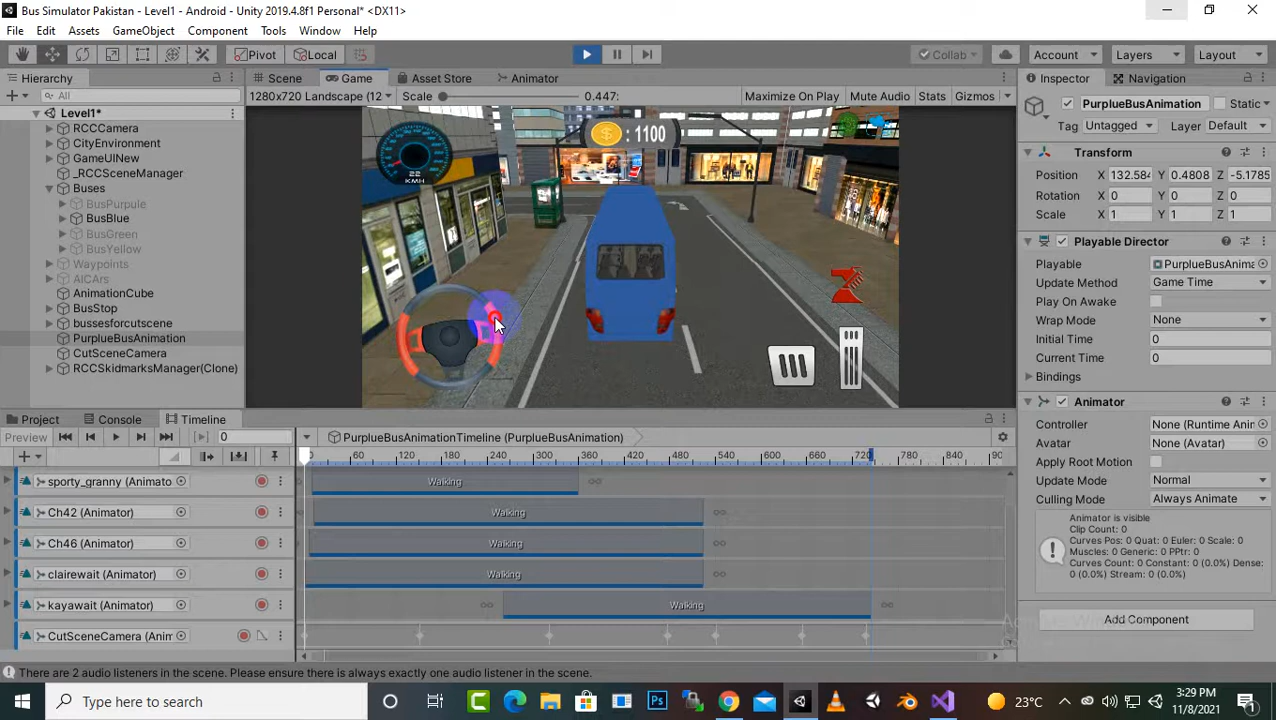 Bus Simulator Pakistan - Level1 - Android - Unity 2019.4.8f1 Personal* <DX11>
File Edit Assets GameObject Component Tools Window Help
Pivot Local Collab Account Layers Layout
Hierarchy
All
Level1*
RCCCamera
CityEnvironment
GameUINew
_RCCSceneManager
Buses
BusPurpule
BusBlue
BusGreen
BusYellow
Waypoints
AICArs
AnimationCube
BusStop
bussesforcutscene
PurplueBusAnimation
CutSceneCamera
RCCSkidmarksManager(Clone)
Scene Game Asset Store Animator
1280x720 Landscape (12 Scale 0.447: Maximize On Play Mute Audio Stats Gizmos
$ : 1100
22
KMH
Inspector Navigation
PurplueBusAnimation Static
Tag Untagged Layer Default
Transform
Position X 132.584 Y 0.4808 Z -5.1785
Rotation X 0 Y 0 Z 0
Scale X 1 Y 1 Z 1
Playable Director
Playable PurplueBusAnima
Update Method Game Time
Play On Awake
Wrap Mode None
Initial Time 0
Current Time 0
Bindings
Animator
Controller None (Runtime Anin
Avatar None (Avatar)
Apply Root Motion
Update Mode Normal
Culling Mode Always Animate
Animator is visible
Clip Count: 0
Curves Pos: 0 Quat: 0 Euler: 0 Scale: 0
Muscles: 0 Generic: 0 PPtr: 0
Curves Count: 0 Constant: 0 (0.0%) Dense:
0 (0.0%) Stream: 0 (0.0%)
Add Component
Project Console Timeline
Preview 0 PurplueBusAnimationTimeline (PurplueBusAnimation)
0 60 120 180 240 300 360 420 480 540 600 660 720 780 840 90
sporty_granny (Animato Walking
Ch42 (Animator) Walking
Ch46 (Animator) Walking
clairewait (Animator) Walking
kayawait (Animator) Walking
CutSceneCamera (Anir
There are 2 audio listeners in the scene. Please ensure there is always exactly one audio listener in the scene.
Type here to search
Ps
23°C
3:29 PM
11/8/2021
1